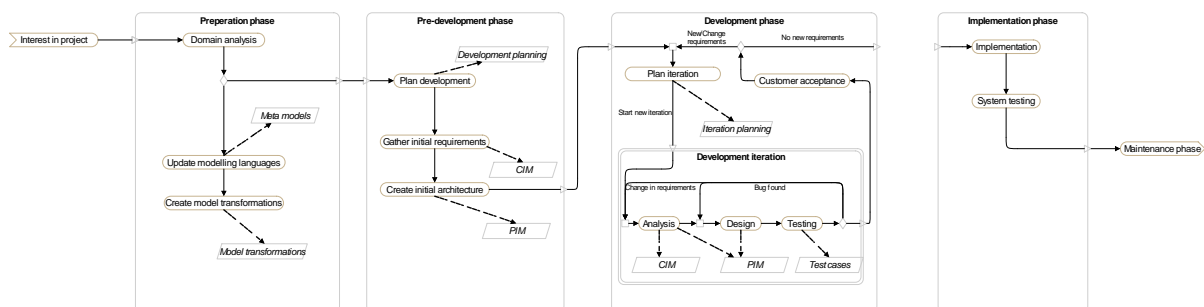 Preperation phase
Interest in project
Domain analysis
Meta models
Update modelling languages
Create model transformations
Model transformations
Pre-development phase
Development planning
Plan development
Gather initial requirements
CIM
Create initial architecture
PIM
Development phase
New/Change
requirements
No new requirements
Plan iteration
Customer acceptance
Start new iteration
Iteration planning
Development iteration
Change in requirements
Bug found
Analysis
Design
Testing
CIM
PIM
Test cases
Implementation phase
Implementation
System testing
Maintenance phase